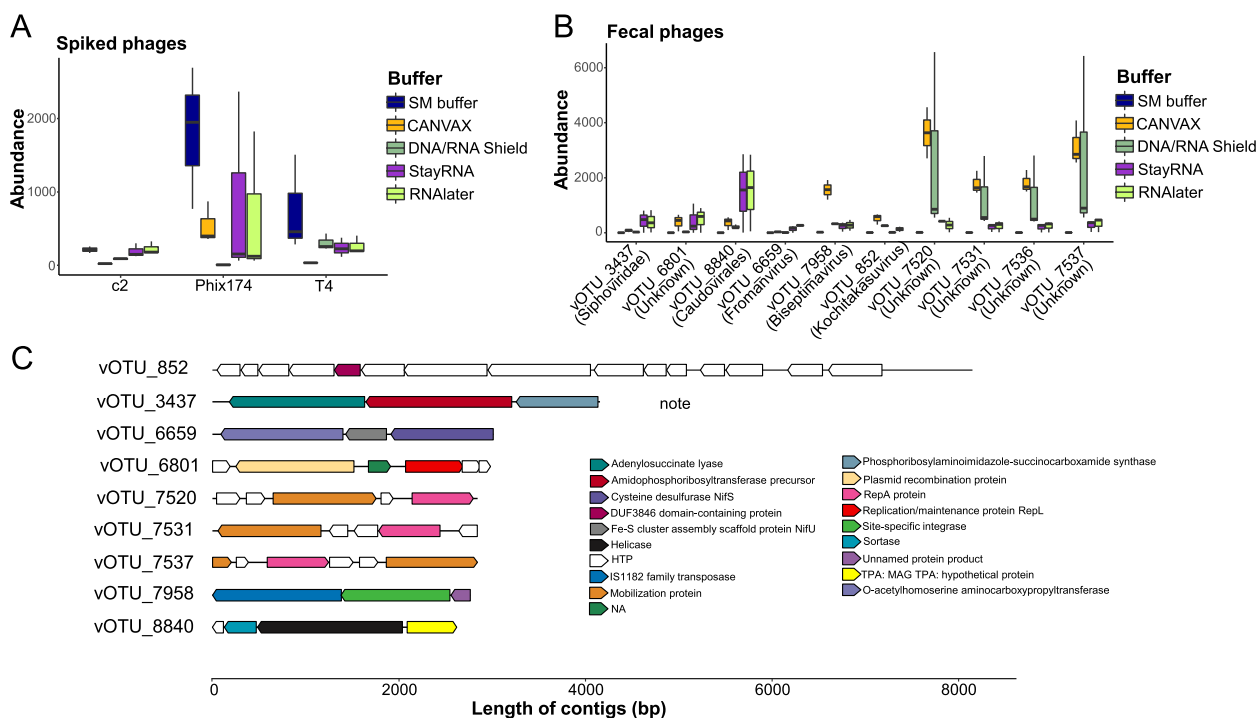 A
Spiked phages
Abundance
2000
1000
0
c2
Phix174
T4
Buffer
SM buffer
CANVAX
DNA/RNA Shield
StayRNA
RNAlater
B
Fecal phages
Abundance
6000
4000
2000
0
vOTU_3437
(Siphoviridae)
vOTU_6801
(Unknown)
vOTU_8840
(Caudovirales)
vOTU_6659
(Fromanvirus)
vOTU_7958
(Biseptimavirus)
vOTU_852
(Kochitakasuvirus)
vOTU_7520
(Unknown)
vOTU_7531
(Unknown)
vOTU_7536
(Unknown)
vOTU_7537
(Unknown)
Buffer
SM buffer
CANVAX
DNA/RNA Shield
StayRNA
RNAlater
C
vOTU_852
vOTU_3437
note
vOTU_6659
vOTU_6801
vOTU_7520
vOTU_7531
vOTU_7537
vOTU_7958
vOTU_8840
Adenylosuccinate lyase
Amidophosphoribosyltransferase precursor
Cysteine desulfurase NifS
DUF3846 domain-containing protein
Fe-S cluster assembly scaffold protein NifU
Helicase
HTP
IS1182 family transposase
Mobilization protein
NA
Phosphoribosylaminoimidazole-succinocarboxamide synthase
Plasmid recombination protein
RepA protein
Replication/maintenance protein RepL
Site-specific integrase
Sortase
Unnamed protein product
TPA: MAG TPA: hypothetical protein
O-acetylhomoserine aminocarboxypropyltransferase
0
2000
4000
6000
8000
Length of contigs (bp)